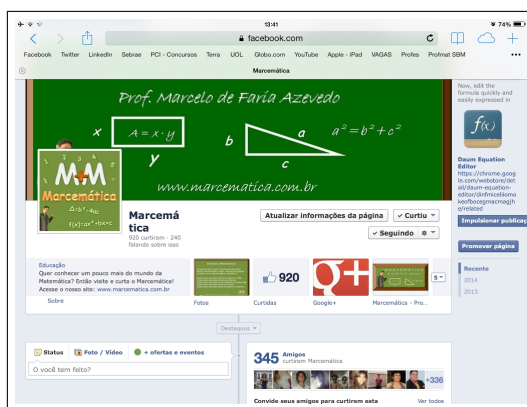 13:41
74%
facebook.com
Facebook Twitter LinkedIn Sebrae PCI - Concursos Terra UOL Globo.com YouTube Apple - iPad VAGAS Profes Profmat SBM
Marcemática
Prof. Marcelo de Faria Azevedo
x
A = x · y
y
b
a
c
a² = b² + c²
www.marcematica.com.br
M+M
Marcemática
Δ=b²-4ac
f(x)=ax²+bx+c
Marcemá
tica
920 curtiram · 240
falando sobre isso
Atualizar informações da página
Curtiu
Seguindo
Educação
Quer conhecer um pouco mais do mundo da
Matemática? Então visite e curta o Marcemática!
Acesse o nosso site: www.marcematica.com.br
Sobre
Fotos
920
Curtidas
Google+
Marcemática - Pro...
5
Destaques
Status
Foto / Vídeo
+ ofertas e eventos
O você tem feito?
345 Amigos
curtiram Marcemática
+336
Convide seus amigos para curtirem esta
Ver todos
Now, edit the
formula quickly and
easily expressed in
f(x)
Daum Equation
Editor
https://chrome.goog
le.com/webstore/det
ail/daum-equation-
editor/dinfmiceliiomo
keofbocegmacmagjh
e/related
Impulsionar publicaç
Promover página
Recente
2014
2013